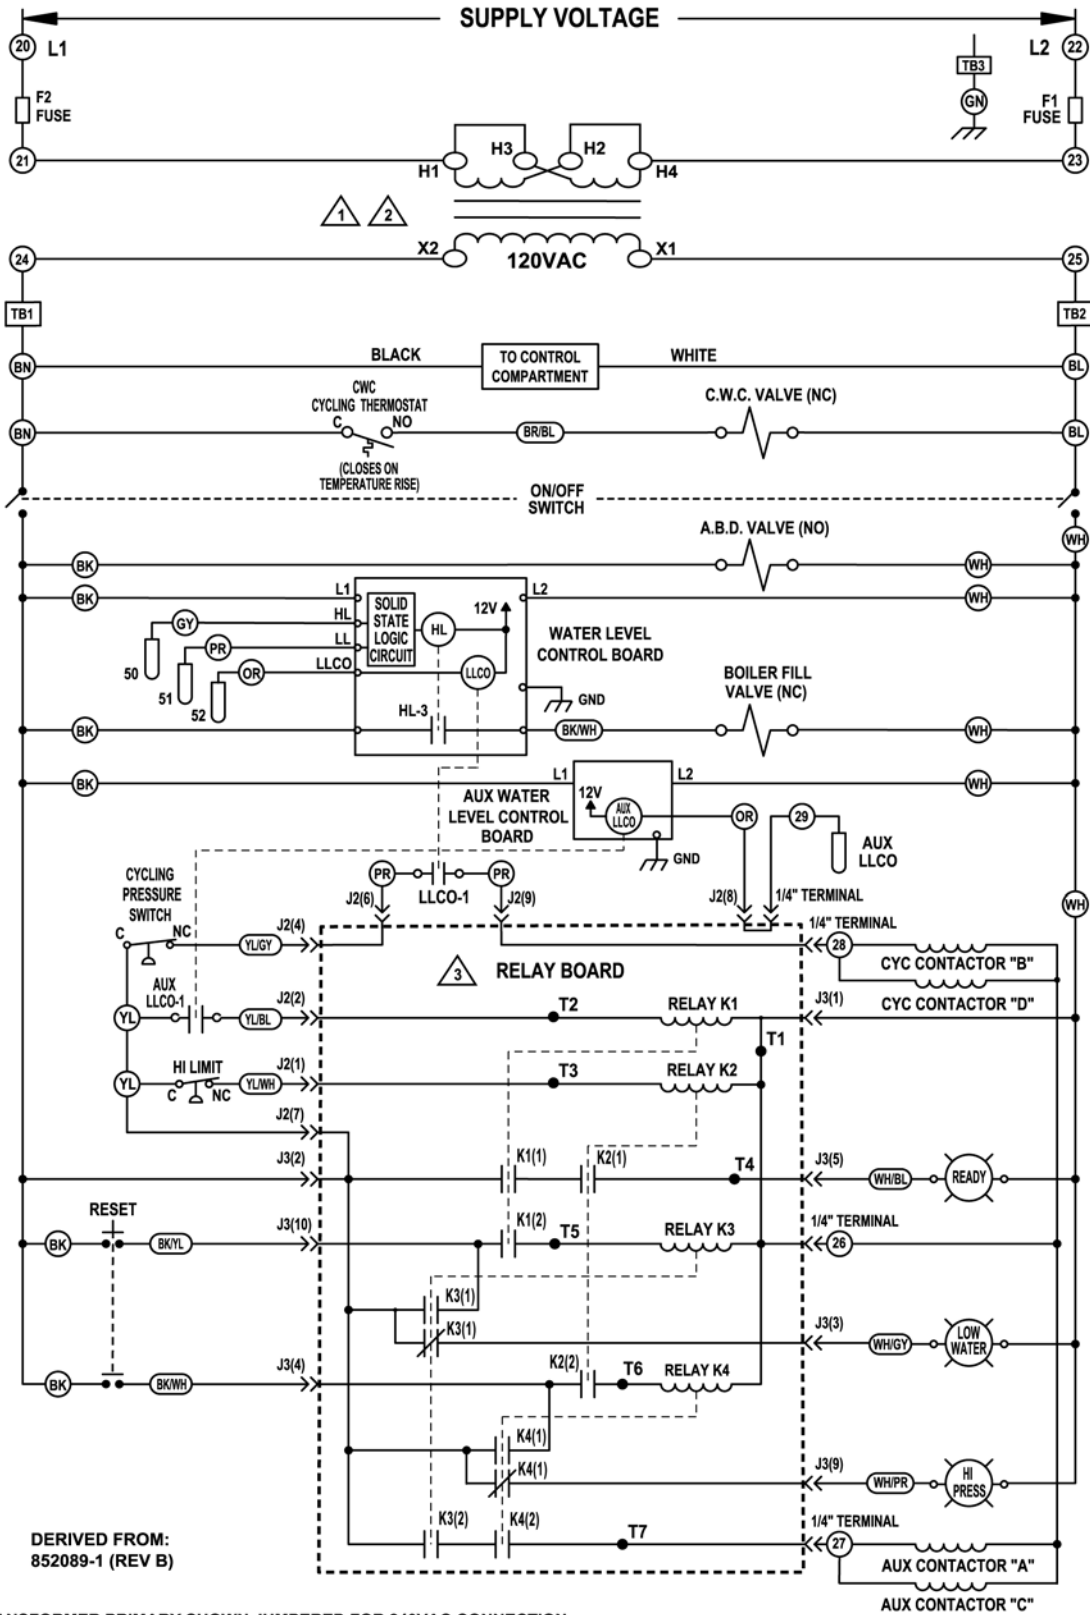 SUPPLY VOLTAGE
20 L1
L2 22
TB3
F2
FUSE
GN
F1
FUSE
21
H1
H3
H2
H4
23
1
2
24
X2
120VAC
X1
25
TB1
TB2
BN
BLACK
TO CONTROL
COMPARTMENT
WHITE
BL
CWC
CYCLING THERMOSTAT
C.W.C. VALVE (NC)
BN
C
NO
BR/BL
BL
(CLOSES ON
TEMPERATURE RISE)
ON/OFF
SWITCH
A.B.D. VALVE (NO)
WH
BK
WH
BK
L1
L2
WH
SOLID
STATE
LOGIC
CIRCUIT
12V
HL
GY
HL
LL
PR
LLCO
OR
LLCO
50
51
52
WATER LEVEL
CONTROL BOARD
GND
BOILER FILL
VALVE (NC)
HL-3
BK
BK/WH
WH
BK
L1
L2
WH
AUX WATER
LEVEL CONTROL
BOARD
12V
AUX
LLCO
OR
29
AUX
LLCO
GND
CYCLING
PRESSURE
SWITCH
PR
LLCO-1
PR
J2(6)
J2(9)
J2(8)
1/4" TERMINAL
WH
C
NC
YL/GY
J2(4)
1/4" TERMINAL
28
CYC CONTACTOR "B"
CYC CONTACTOR "D"
3
RELAY BOARD
AUX
LLCO-1
YL
YL/BL
J2(2)
T2
RELAY K1
J3(1)
T1
HI LIMIT
YL
C
NC
YL/WH
J2(1)
T3
RELAY K2
J2(7)
J3(2)
K1(1)
K2(1)
T4
J3(5)
WH/BL
READY
RESET
BK
BK/YL
J3(10)
K1(2)
T5
RELAY K3
1/4" TERMINAL
26
K3(1)
K3(1)
J3(3)
WH/GY
LOW
WATER
BK
BK/WH
J3(4)
K2(2)
T6
RELAY K4
K4(1)
K4(1)
J3(9)
WH/PR
HI
PRESS
K3(2)
K4(2)
T7
1/4" TERMINAL
27
AUX CONTACTOR "A"
AUX CONTACTOR "C"
DERIVED FROM:
852089-1 (REV B)